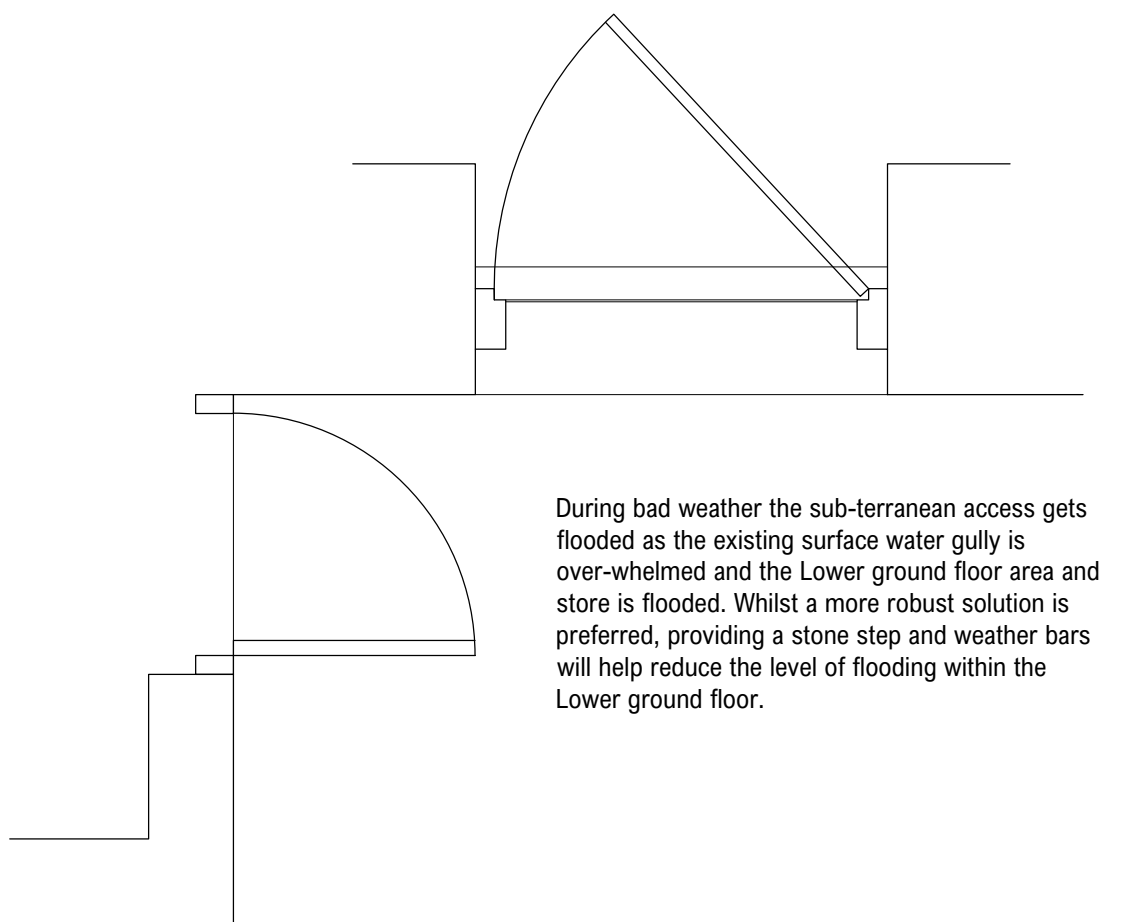 During bad weather the sub-terranean access gets
flooded as the existing surface water gully is
over-whelmed and the Lower ground floor area and
store is flooded. Whilst a more robust solution is
preferred, providing a stone step and weather bars
will help reduce the level of flooding within the
Lower ground floor.